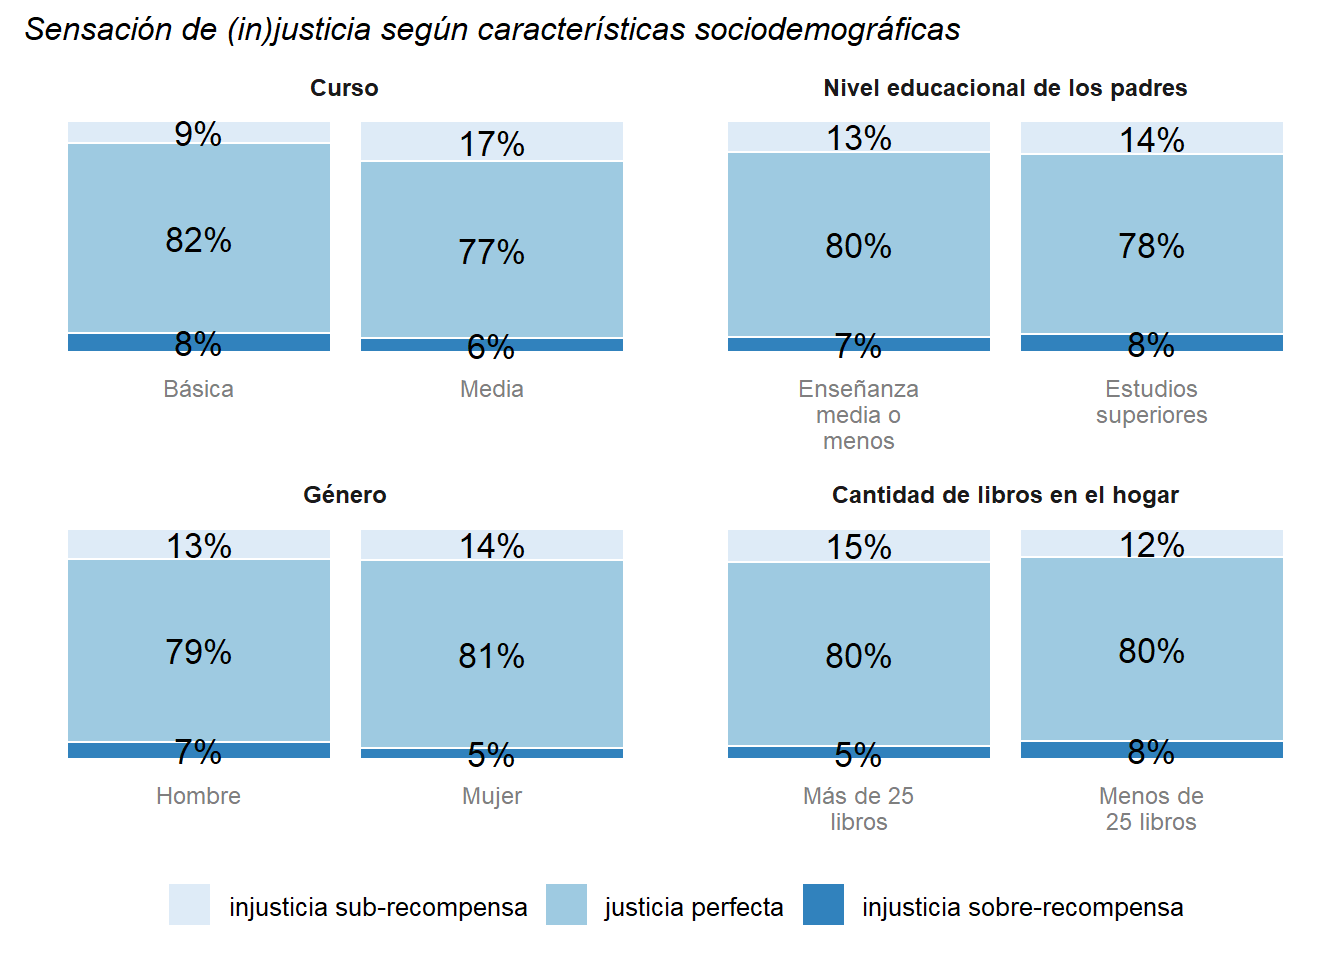 Sensación de (in)justicia según características sociodemográficas
Curso
9%
17%
82%
77%
8%
6%
Básica
Media
Nivel educacional de los padres
13%
14%
80%
78%
7%
8%
Enseñanza
media o
menos
Estudios
superiores
Género
13%
14%
79%
81%
7%
5%
Hombre
Mujer
Cantidad de libros en el hogar
15%
12%
80%
80%
5%
8%
Más de 25
libros
Menos de
25 libros
injusticia sub-recompensa
justicia perfecta
injusticia sobre-recompensa